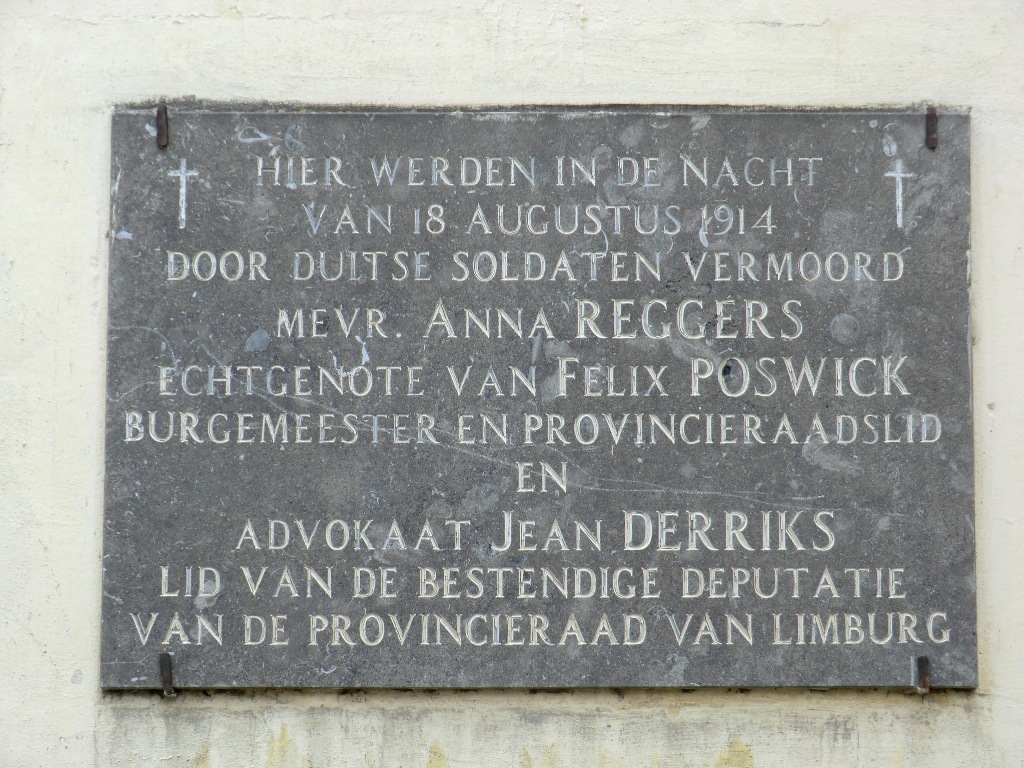 HIER WERDEN IN DE NACHT
VAN 18 AUGUSTUS 1914
DOOR DUITSE SOLDATEN VERMOORD
MEVR. ANNA REGGERS
ECHTGENOTE VAN FELIX POSWICK
BURGEMEESTER EN PROVINCIERAADSLID
EN
ADVOKAAT JEAN DERRIKS
LID VAN DE BESTENDIGE DEPUTATIE
VAN DE PROVINCIERAAD VAN LIMBURG